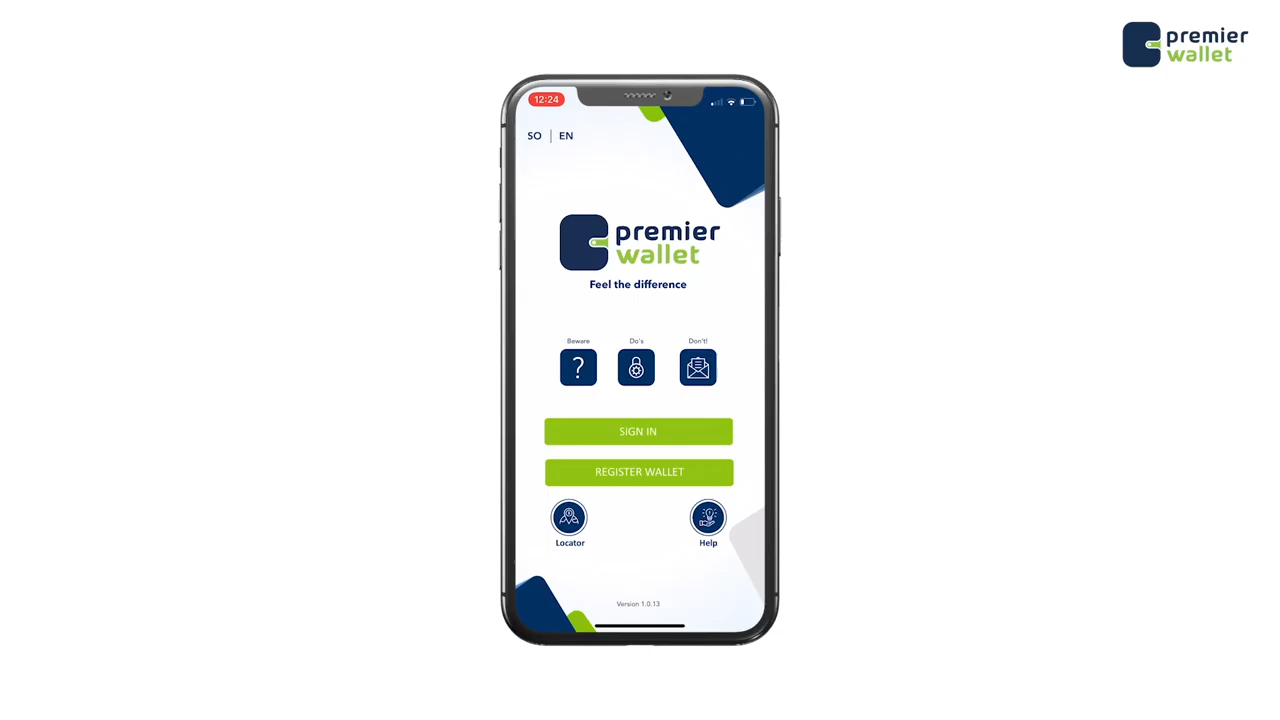 premier
wallet
12:24
SO | EN
premier
wallet
Feel the difference
Beware
Do's
Don't!
SIGN IN
REGISTER WALLET
Locator
Help
Version 1.0.13